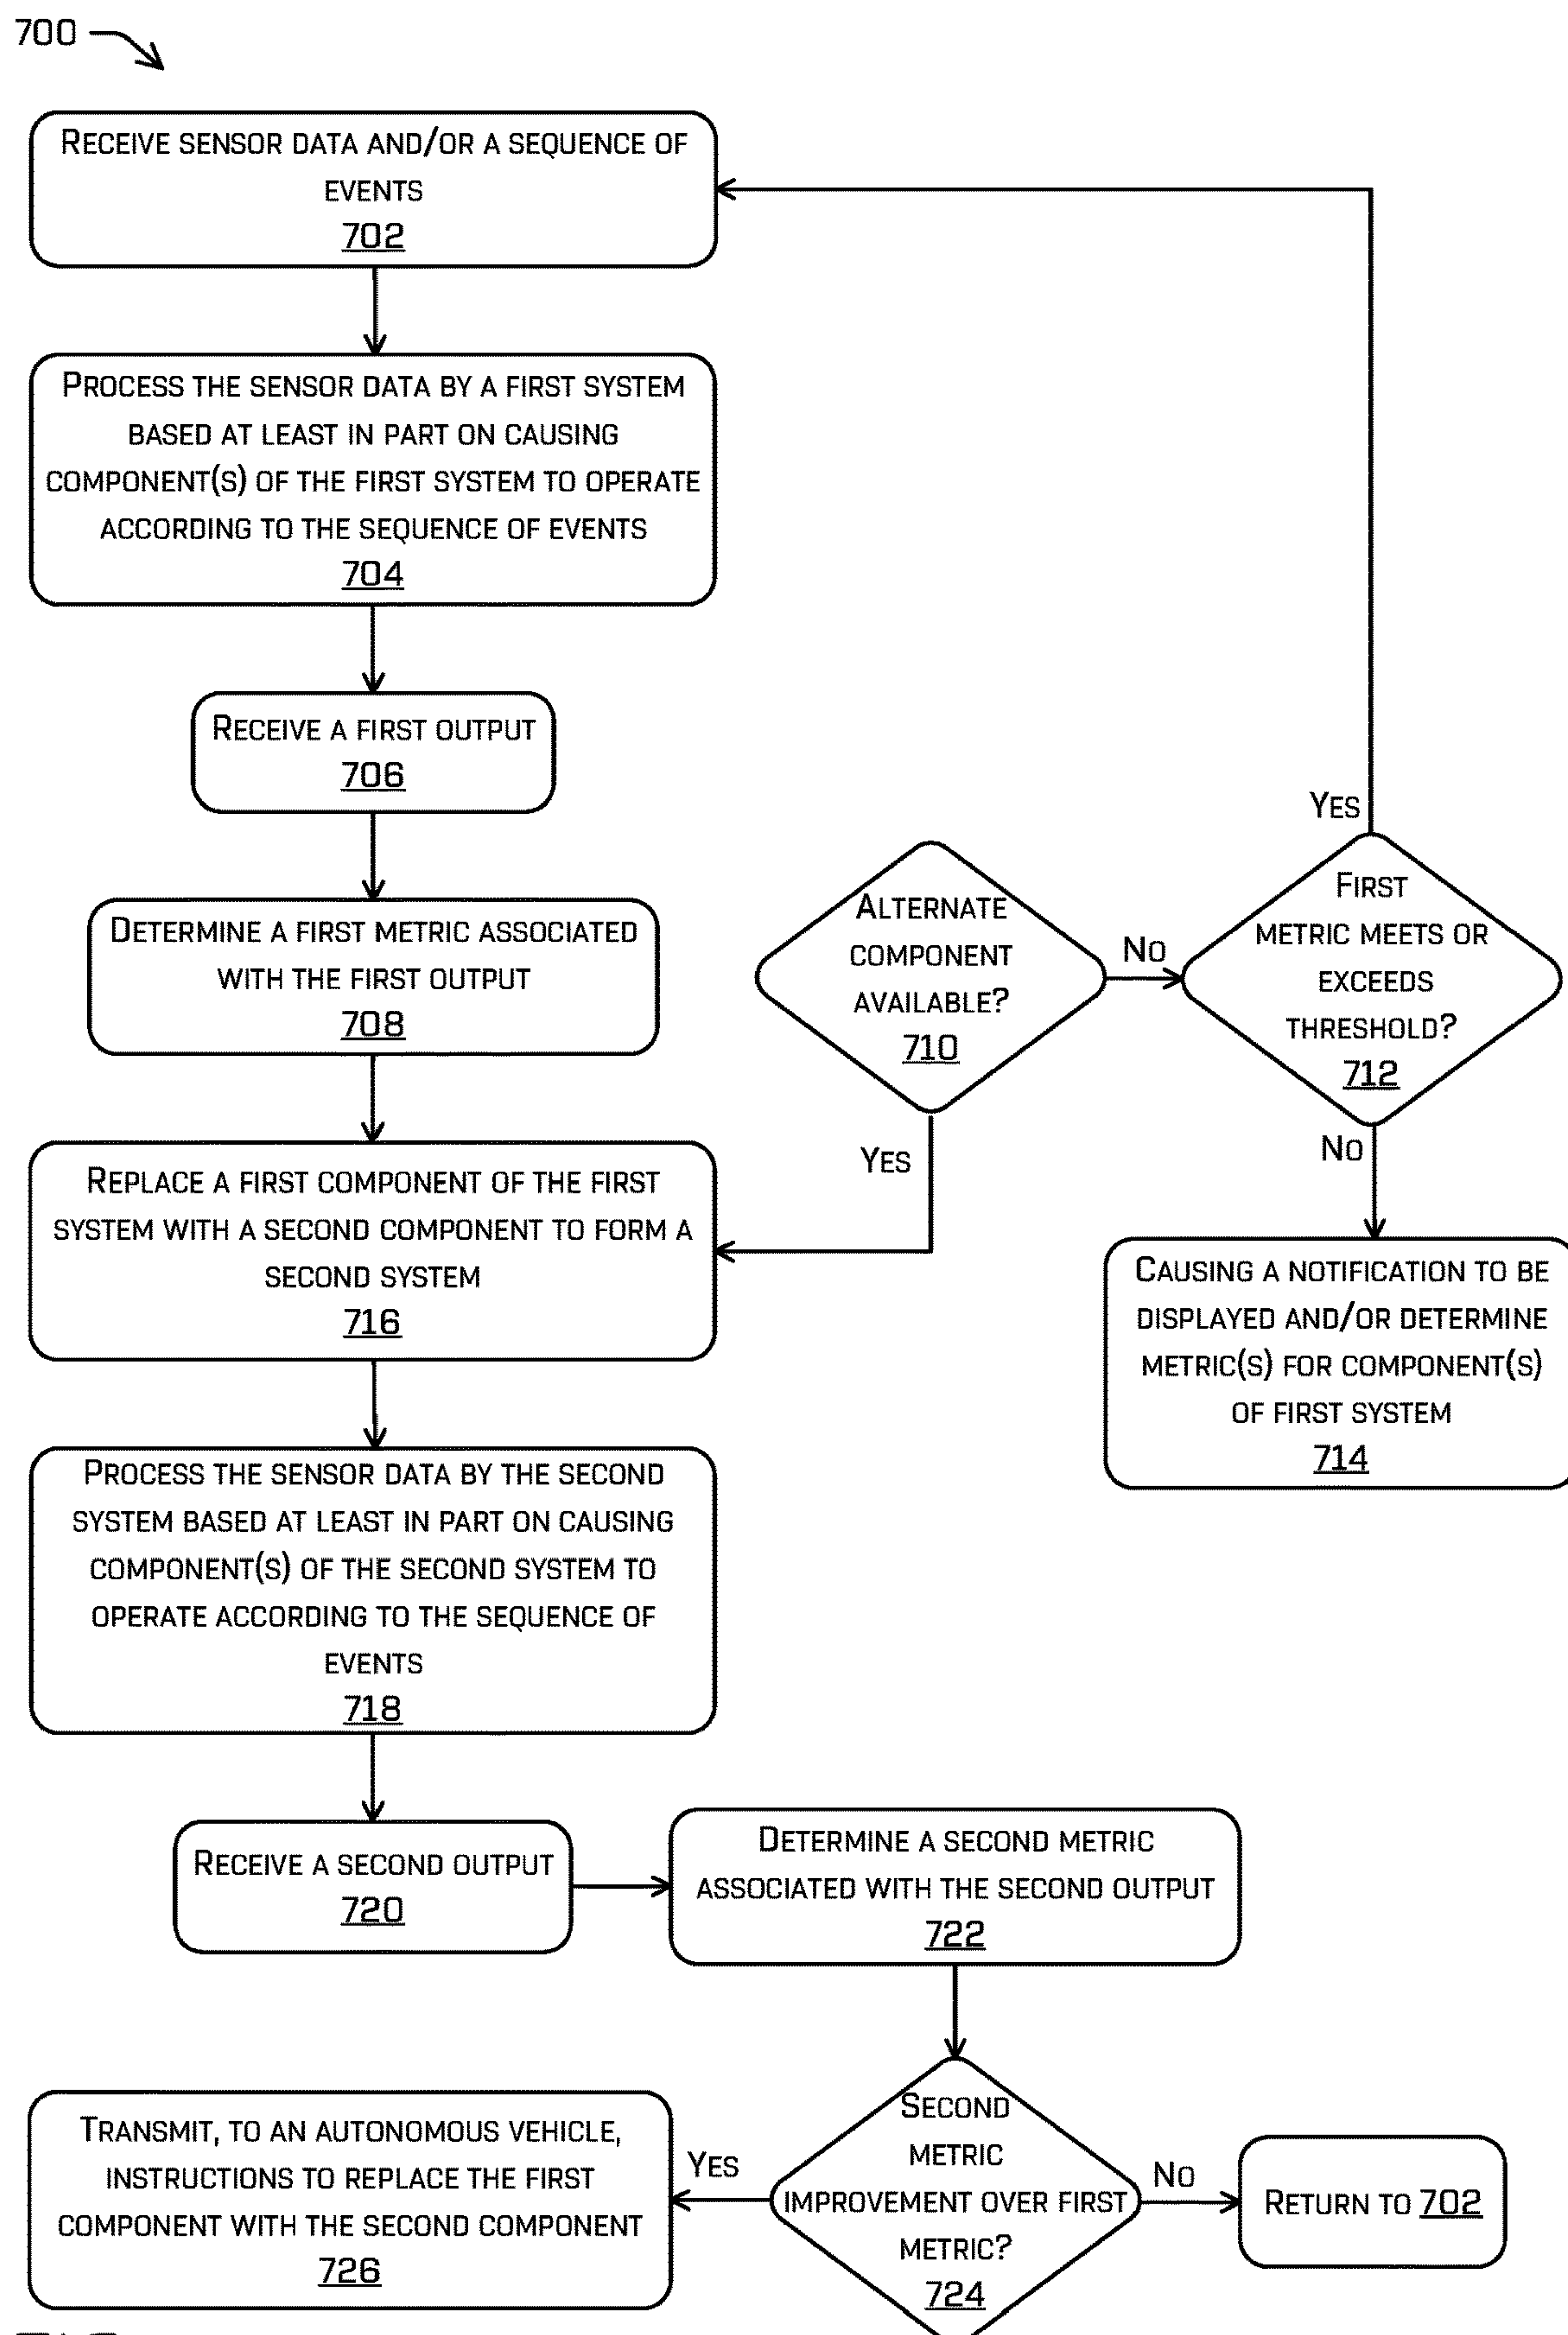 700
RECEIVE SENSOR DATA AND/OR A SEQUENCE OF
EVENTS
702
PROCESS THE SENSOR DATA BY A FIRST SYSTEM
BASED AT LEAST IN PART ON CAUSING
COMPONENT(S) OF THE FIRST SYSTEM TO OPERATE
ACCORDING TO THE SEQUENCE OF EVENTS
704
RECEIVE A FIRST OUTPUT
706
DETERMINE A FIRST METRIC ASSOCIATED
WITH THE FIRST OUTPUT
708
ALTERNATE
COMPONENT
AVAILABLE?
710
NO
YES
YES
FIRST
METRIC MEETS OR
EXCEEDS
THRESHOLD?
712
NO
CAUSING A NOTIFICATION TO BE
DISPLAYED AND/OR DETERMINE
METRIC(S) FOR COMPONENT(S)
OF FIRST SYSTEM
714
REPLACE A FIRST COMPONENT OF THE FIRST
SYSTEM WITH A SECOND COMPONENT TO FORM A
SECOND SYSTEM
716
PROCESS THE SENSOR DATA BY THE SECOND
SYSTEM BASED AT LEAST IN PART ON CAUSING
COMPONENT(S) OF THE SECOND SYSTEM TO
OPERATE ACCORDING TO THE SEQUENCE OF
EVENTS
718
RECEIVE A SECOND OUTPUT
720
DETERMINE A SECOND METRIC
ASSOCIATED WITH THE SECOND OUTPUT
722
SECOND
METRIC
IMPROVEMENT OVER FIRST
METRIC?
724
YES
NO
TRANSMIT, TO AN AUTONOMOUS VEHICLE,
INSTRUCTIONS TO REPLACE THE FIRST
COMPONENT WITH THE SECOND COMPONENT
726
RETURN TO 702